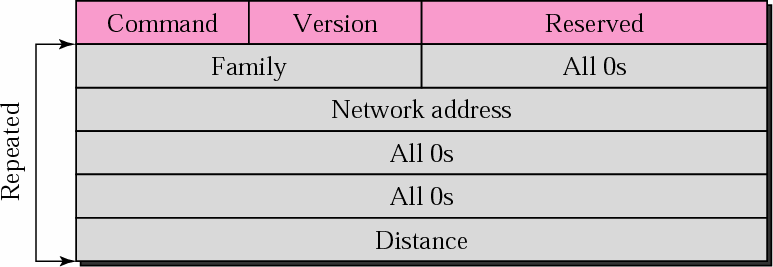 Command Version Reserved
Family All 0s
Network address
All 0s
All 0s
Distance
Repeated